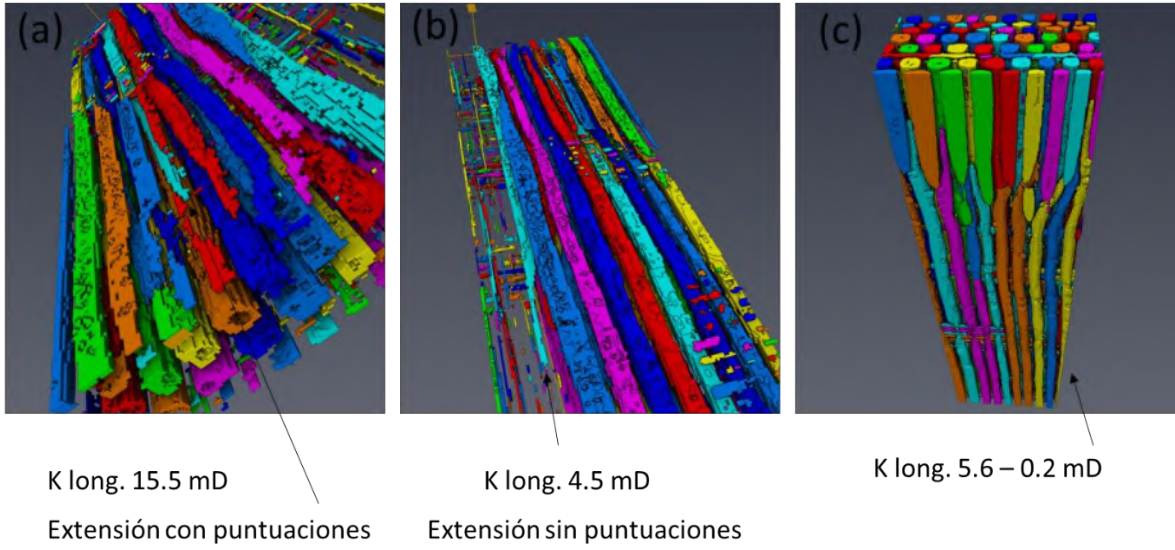 (a)
(b)
(c)
K long. 15.5 mD
Extensión con puntuaciones
K long. 4.5 mD
Extensión sin puntuaciones
K long. 5.6 – 0.2 mD